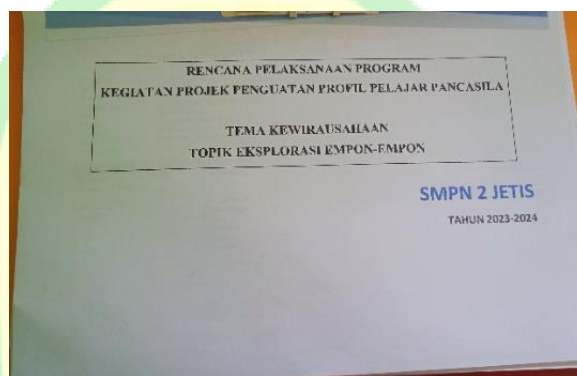 RENCANA PELAKSANAAN PROGRAM
KEGIATAN PROJEK PENGUATAN PROFIL PELAJAR PANCASILA
TEMA KEWIRAUSAHAAN
TOPIK EKSPLORASI EMPON-EMPON
SMPN 2 JETIS
TAHUN 2023-2024